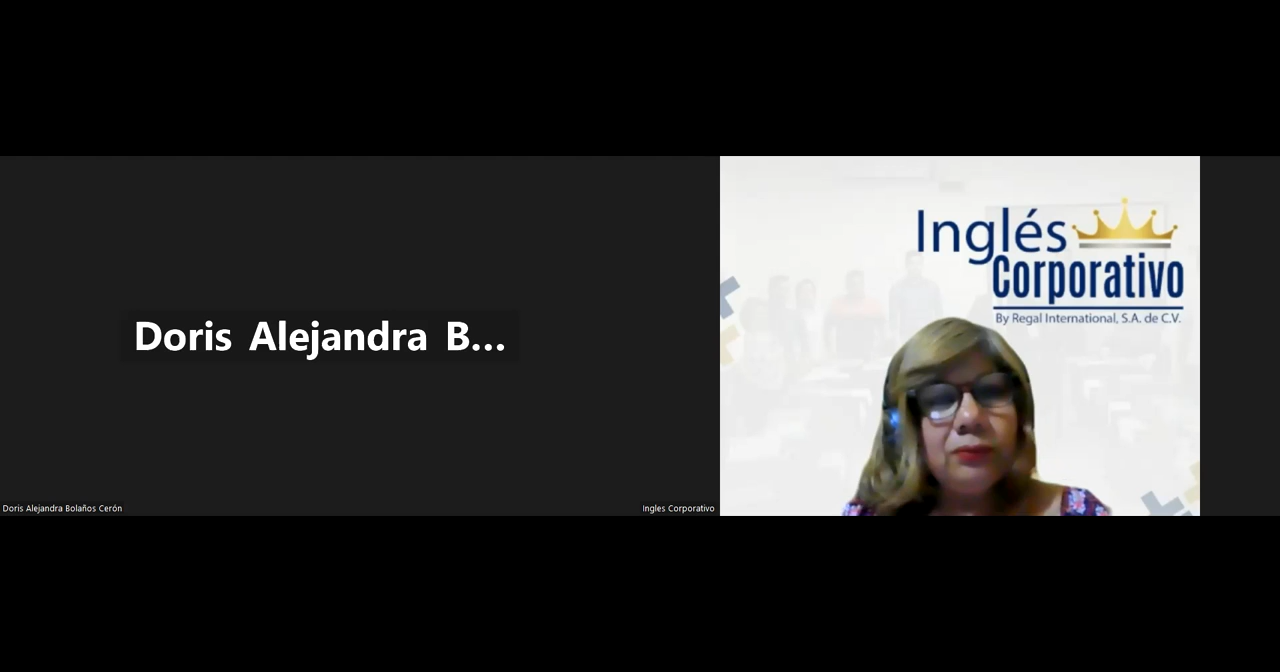 Doris Alejandra B...
Doris Alejandra Bolaños Cerón
Ingles Corporativo
Inglés
Corporativo
By Regal International, S.A. de C.V.